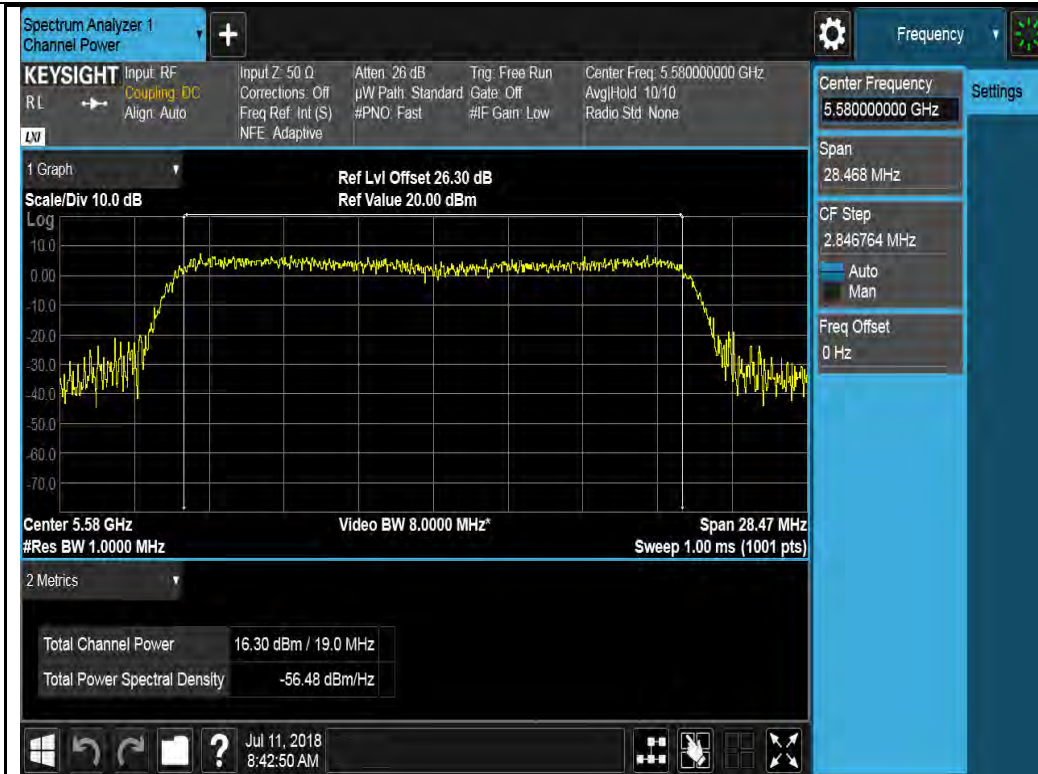 Spectrum Analyzer 1
Channel Power
+
Frequency
KEYSIGHT
R L
LXI
Input: RF
Coupling: DC
Align: Auto
Input Z: 50 Ω
Corrections: Off
Freq Ref: Int (S)
NFE: Adaptive
Atten: 26 dB
µW Path: Standard
#PNO: Fast
Trig: Free Run
Gate: Off
#IF Gain: Low
Center Freq: 5.580000000 GHz
Avg|Hold: 10/10
Radio Std: None
Center Frequency
5.580000000 GHz
Settings
Span
28.468 MHz
CF Step
2.846764 MHz
Auto
Man
Freq Offset
0 Hz
1 Graph
Ref Lvl Offset 26.30 dB
Scale/Div 10.0 dB
Ref Value 20.00 dBm
Log
10.0
0.00
-10.0
-20.0
-30.0
-40.0
-50.0
-60.0
-70.0
Center 5.58 GHz
Video BW 8.0000 MHz*
Span 28.47 MHz
#Res BW 1.0000 MHz
Sweep 1.00 ms (1001 pts)
2 Metrics
Total Channel Power 16.30 dBm / 19.0 MHz
Total Power Spectral Density -56.48 dBm/Hz
?
Jul 11, 2018
8:42:50 AM